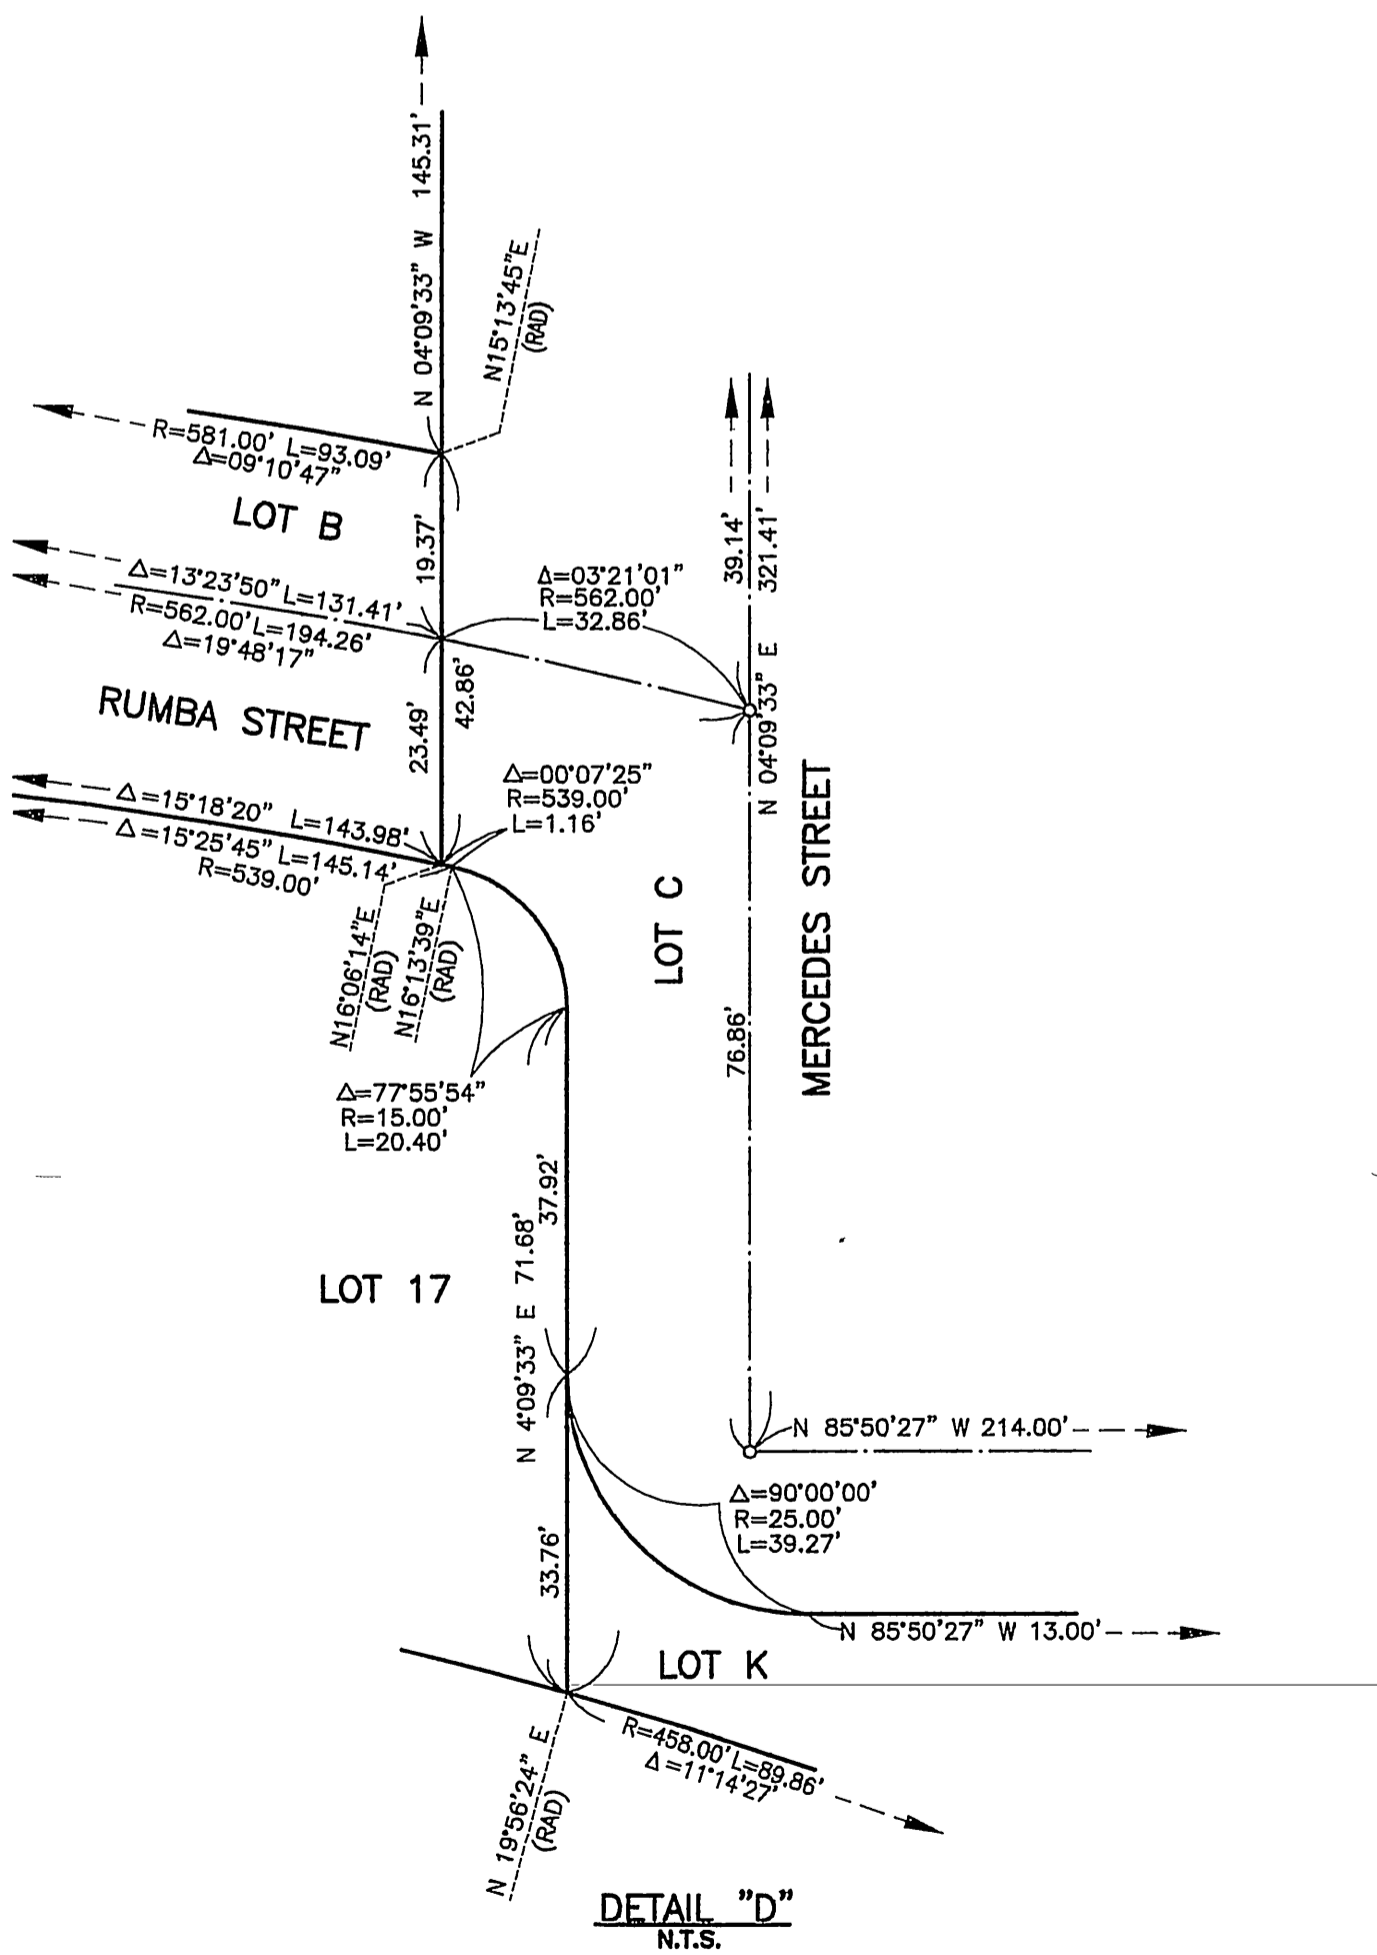 N 04°09'33" W 145.31'
N15°13'45"E
(RAD)
R=581.00' L=93.09'
Δ=09°10'47"
LOT B
19.37'
39.14'
N 04°09'33" E 321.41'
Δ=13°23'50" L=131.41'
R=562.00' L=194.26'
Δ=19°48'17"
Δ=03°21'01"
R=562.00'
L=32.86'
RUMBA STREET
23.49'
42.86'
Δ=00°07'25"
R=539.00'
L=1.16'
Δ=15°18'20" L=143.98'
Δ=15°25'45" L=145.14'
R=539.00'
N16°06'14"E
(RAD)
N16°13'39"E
(RAD)
LOT C
MERCEDES STREET
76.86'
Δ=77°55'54"
R=15.00'
L=20.40'
37.92'
N 4°09'33" E 71.68'
LOT 17
N 85°50'27" W 214.00'
Δ=90°00'00'
R=25.00'
L=39.27'
33.76'
N 85°50'27" W 13.00'
LOT K
R=458.00' L=89.86'
Δ=11°14'27'
N 19°56'24" E
(RAD)
DETAIL "D"
N.T.S.